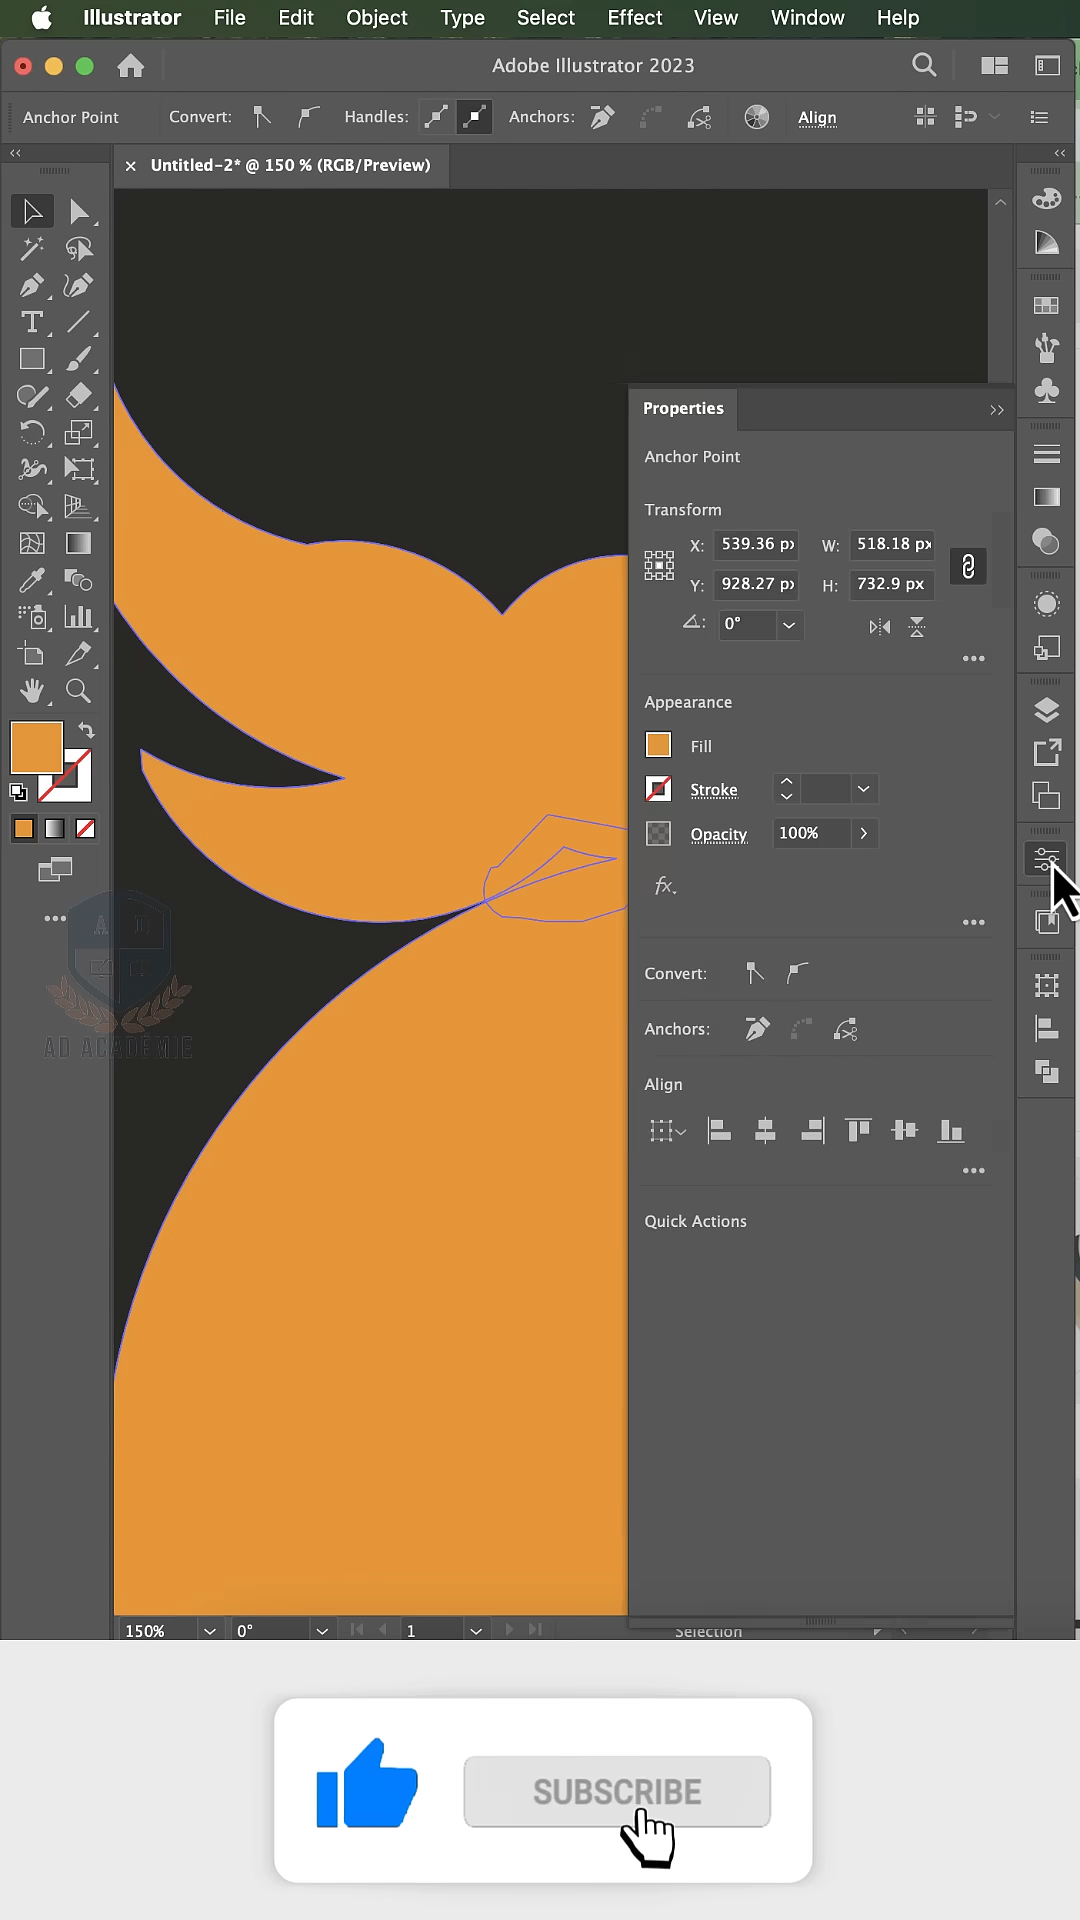 Illustrator File Edit Object Type Select Effect View Window Help
Adobe Illustrator 2023
Anchor Point Convert: Handles: Anchors: Align
Untitled-2* @ 150 % (RGB/Preview)
Properties
Anchor Point
Transform
X: 539.36 px W: 518.18 px
Y: 928.27 px H: 732.9 px
0°
Appearance
Fill
Stroke
Opacity 100%
fx
Convert:
Anchors:
Align
Quick Actions
AD ACADEMIE
150% 0° 1 Selection
SUBSCRIBE